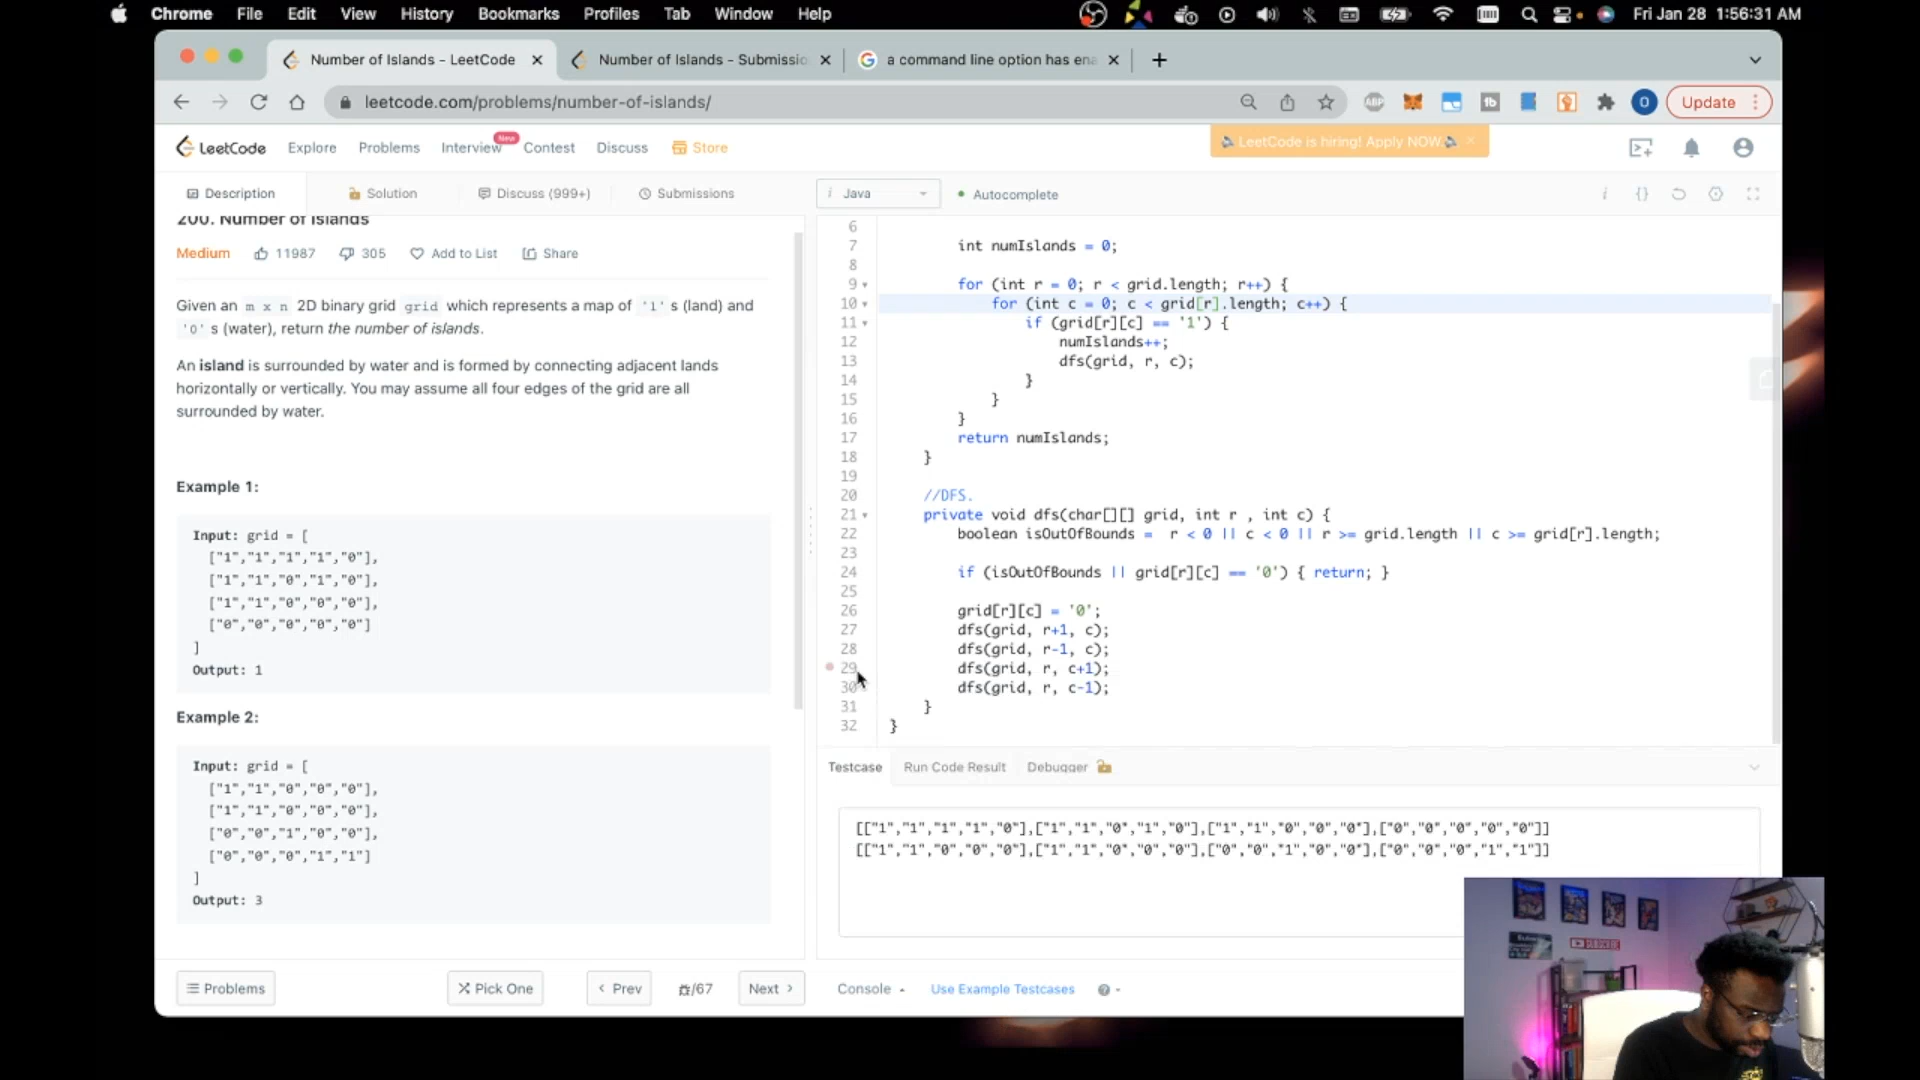 Chrome File Edit View History Bookmarks Profiles Tab Window Help Fri Jan 28 1:56:31 AM
Number of Islands - LeetCode Number of Islands - Submissio a command line option has ena
leetcode.com/problems/number-of-islands/ ABP tb O Update
LeetCode Explore Problems Interview New Contest Discuss Store LeetCode is hiring! Apply NOW.
Description Solution Discuss (999+) Submissions i Java Autocomplete
200. Number of Islands
Medium 11987 305 Add to List Share
Given an m x n 2D binary grid grid which represents a map of '1' s (land) and
'0' s (water), return the number of islands.
An island is surrounded by water and is formed by connecting adjacent lands
horizontally or vertically. You may assume all four edges of the grid are all
surrounded by water.
Example 1:
Input: grid = [
["1","1","1","1","0"],
["1","1","0","1","0"],
["1","1","0","0","0"],
["0","0","0","0","0"]
]
Output: 1
Example 2:
Input: grid = [
["1","1","0","0","0"],
["1","1","0","0","0"],
["0","0","1","0","0"],
["0","0","0","1","1"]
]
Output: 3
Problems Pick One Prev /67 Next
6
7 int numIslands = 0;
8
9 for (int r = 0; r < grid.length; r++) {
10 for (int c = 0; c < grid[r].length; c++) {
11 if (grid[r][c] == '1') {
12 numIslands++;
13 dfs(grid, r, c);
14 }
15 }
16 }
17 return numIslands;
18 }
19
20 //DFS.
21 private void dfs(char[][] grid, int r , int c) {
22 boolean isOutOfBounds =  r < 0 || c < 0 || r >= grid.length || c >= grid[r].length;
23
24 if (isOutOfBounds || grid[r][c] == '0') { return; }
25
26 grid[r][c] = '0';
27 dfs(grid, r+1, c);
28 dfs(grid, r-1, c);
29 dfs(grid, r, c+1);
30 dfs(grid, r, c-1);
31 }
32 }
Testcase Run Code Result Debugger
[["1","1","1","1","0"],["1","1","0","1","0"],["1","1","0","0","0"],["0","0","0","0","0"]]
[["1","1","0","0","0"],["1","1","0","0","0"],["0","0","1","0","0"],["0","0","0","1","1"]]
Console Use Example Testcases
SUBSCRIBE